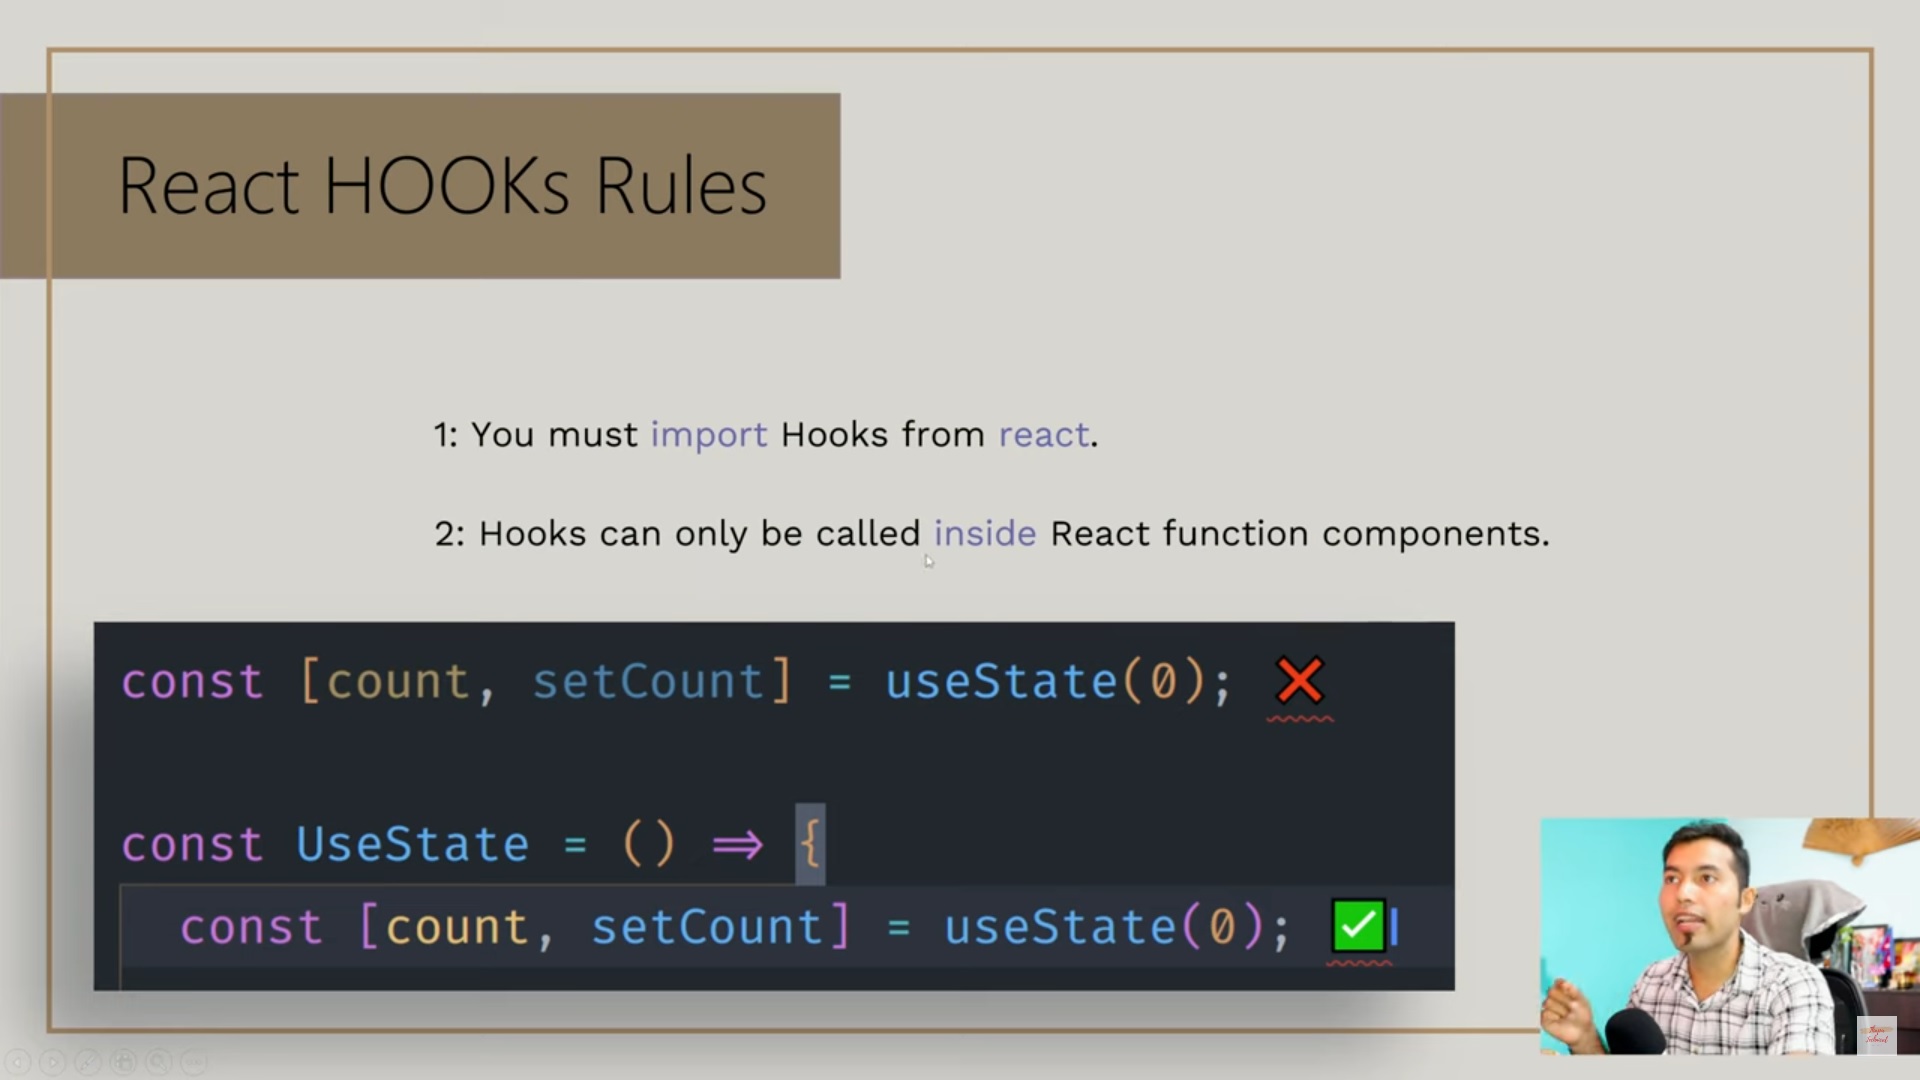 React HOOKs Rules
1: You must import Hooks from react.
2: Hooks can only be called inside React function components.
const [count, setCount] = useState(0); ❌
const UseState = () => {
const [count, setCount] = useState(0); ✅